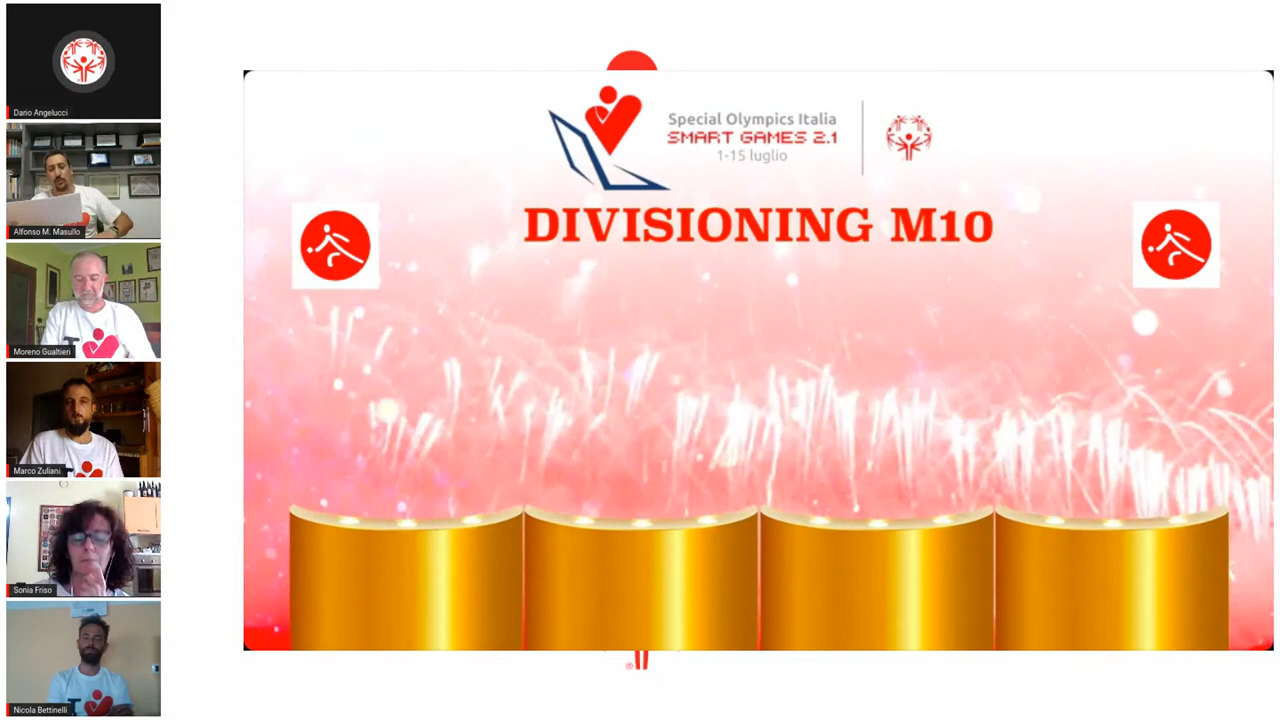 Dario Angelucci
Alfonso M. Masullo
Moreno Gualtieri
Marco Zuliani
Sonia Friso
Nicola Bettinelli
Special Olympics Italia
SMART GAMES 2.1
1-15 luglio
DIVISIONING M10